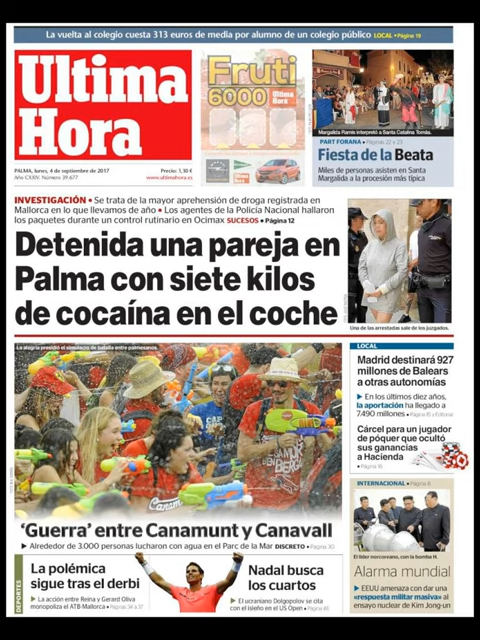 La vuelta al colegio cuesta 313 euros de media por alumno de un colegio público LOCAL • Página 19
Ultima
Hora
PALMA, lunes, 4 de septiembre de 2017
Precio: 1,30 €
Año CXXIV. Número 39.677
www.ultimahora.es
Fruti
6000
Ultima
Hora
Margalida Ramis interpretó a Santa Catalina Tomàs.
PART FORANA • Páginas 22 y 23
Fiesta de la Beata
Miles de personas asisten en Santa
Margalida a la procesión más típica
INVESTIGACIÓN • Se trata de la mayor aprehensión de droga registrada en
Mallorca en lo que llevamos de año • Los agentes de la Policía Nacional hallaron
los paquetes durante un control rutinario en Ocimax SUCESOS • Página 12
Detenida una pareja en
Palma con siete kilos
de cocaína en el coche
Una de las arrestadas sale de los juzgados.
La alegría presidió el simulacro de batalla entre palmesanos.
'Guerra' entre Canamunt y Canavall
▶ Alrededor de 3.000 personas lucharon con agua en el Parc de la Mar DISCRETO • Página 30
LOCAL
Madrid destinará 927
millones de Balears
a otras autonomías
▶ En los últimos diez años,
la aportación ha llegado a
7.490 millones • Página 15 y Editorial
Cárcel para un jugador
de póquer que ocultó
sus ganancias
a Hacienda
▶ Página 16
INTERNACIONAL • Página 8
El líder norcoreano, con la bomba H.
Alarma mundial
▶ EEUU amenaza con dar una
«respuesta militar masiva» al
ensayo nuclear de Kim Jong-un
DEPORTES
La polémica
sigue tras el derbi
▶ La acción entre Reina y Gerard Oliva
monopoliza el ATB-Mallorca • Páginas 34 a 37
Nadal busca
los cuartos
▶ El ucraniano Dolgopolov se cita
con el isleño en el US Open • Página 46